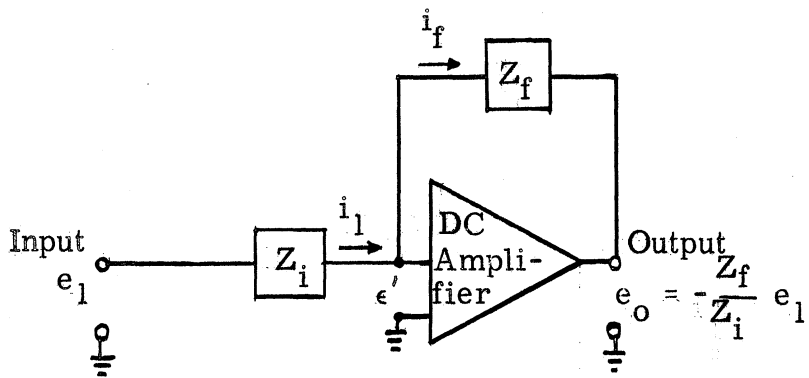 i_f
Z_f
Input
e_1
Z_i
i_1
ε'
DC
Ampli-
fier
Output
e_o = -Z_f/Z_i e_1